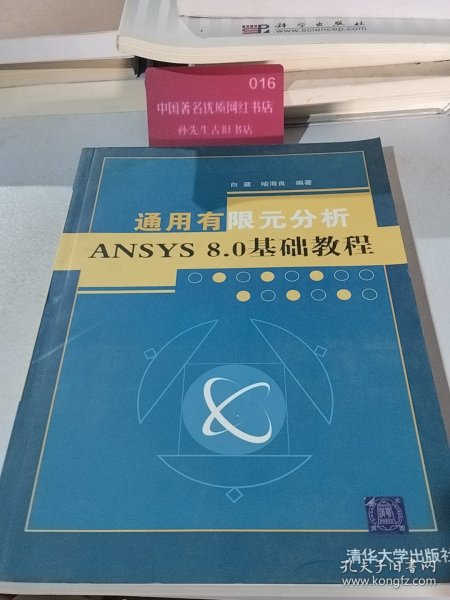 科学出版社
www.sciencep.com
016
中国著名优质网红书店
孙先生古旧书店
白葳 喻海良 编著
通用有限元分析
ANSYS 8.0基础教程
清华大学出版社
孔夫子旧书网
www.kongfz.com